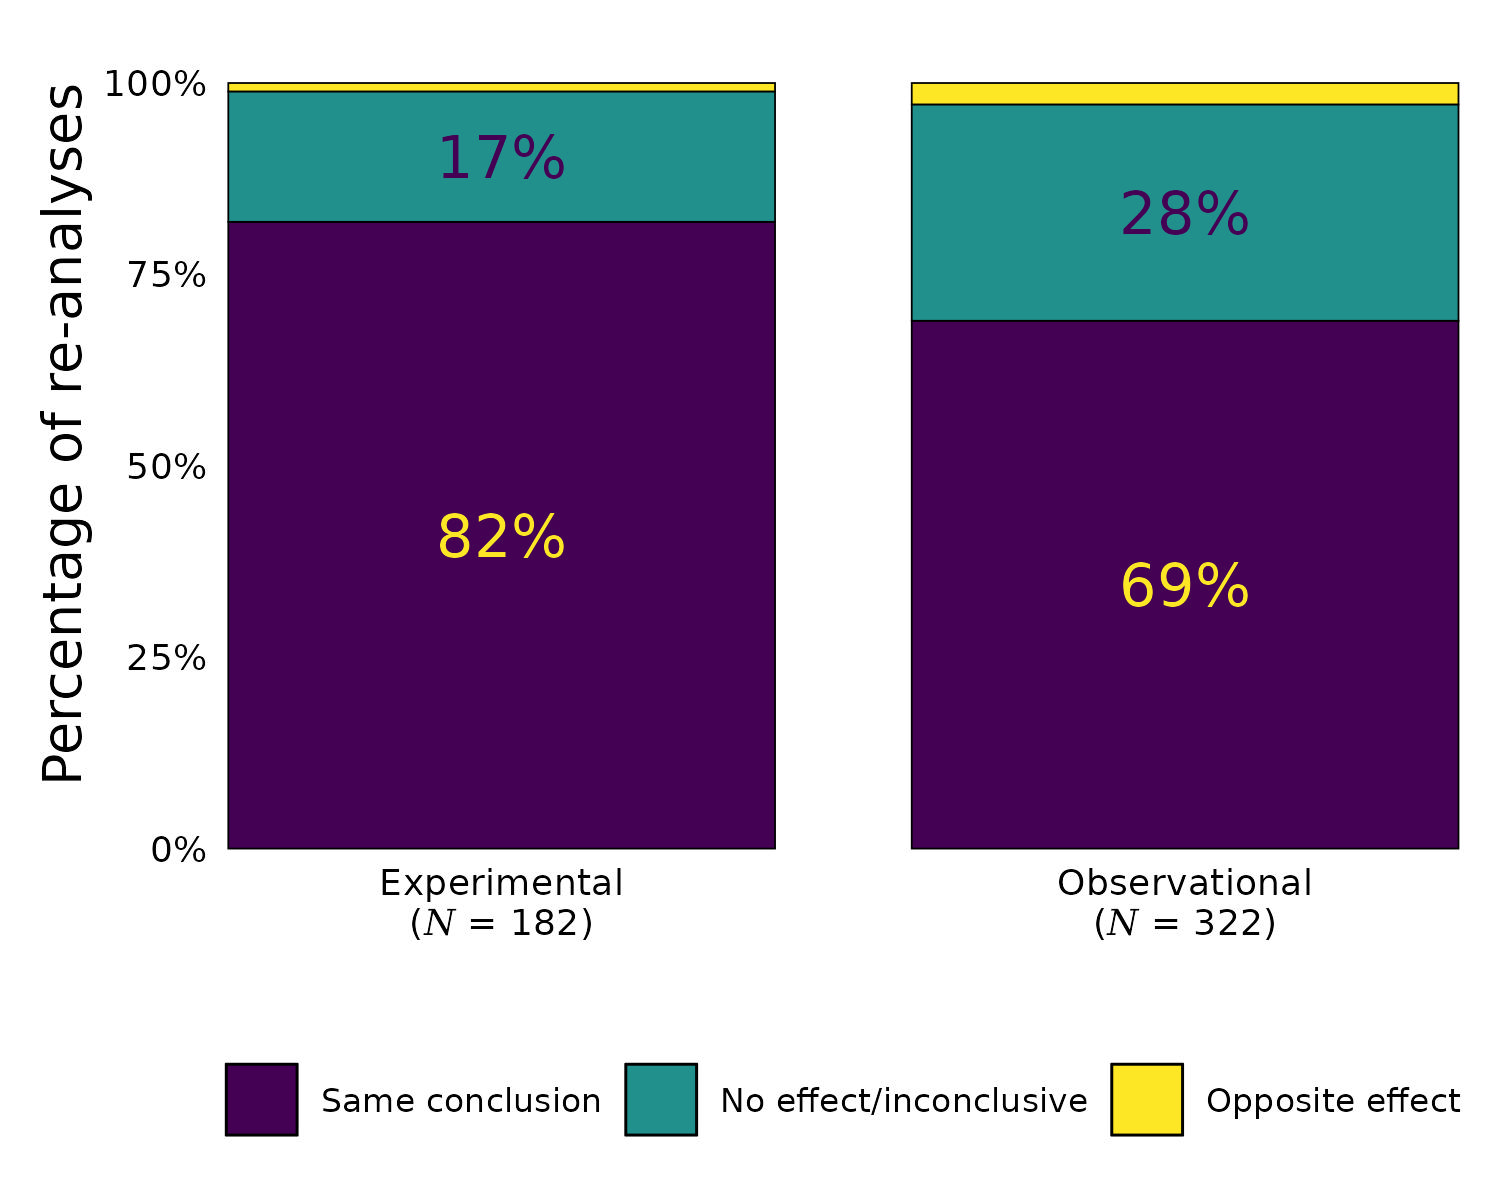 Percentage of re-analyses
100%
75%
50%
25%
0%
17%
82%
28%
69%
Experimental
(N = 182)
Observational
(N = 322)
Same conclusion
No effect/inconclusive
Opposite effect